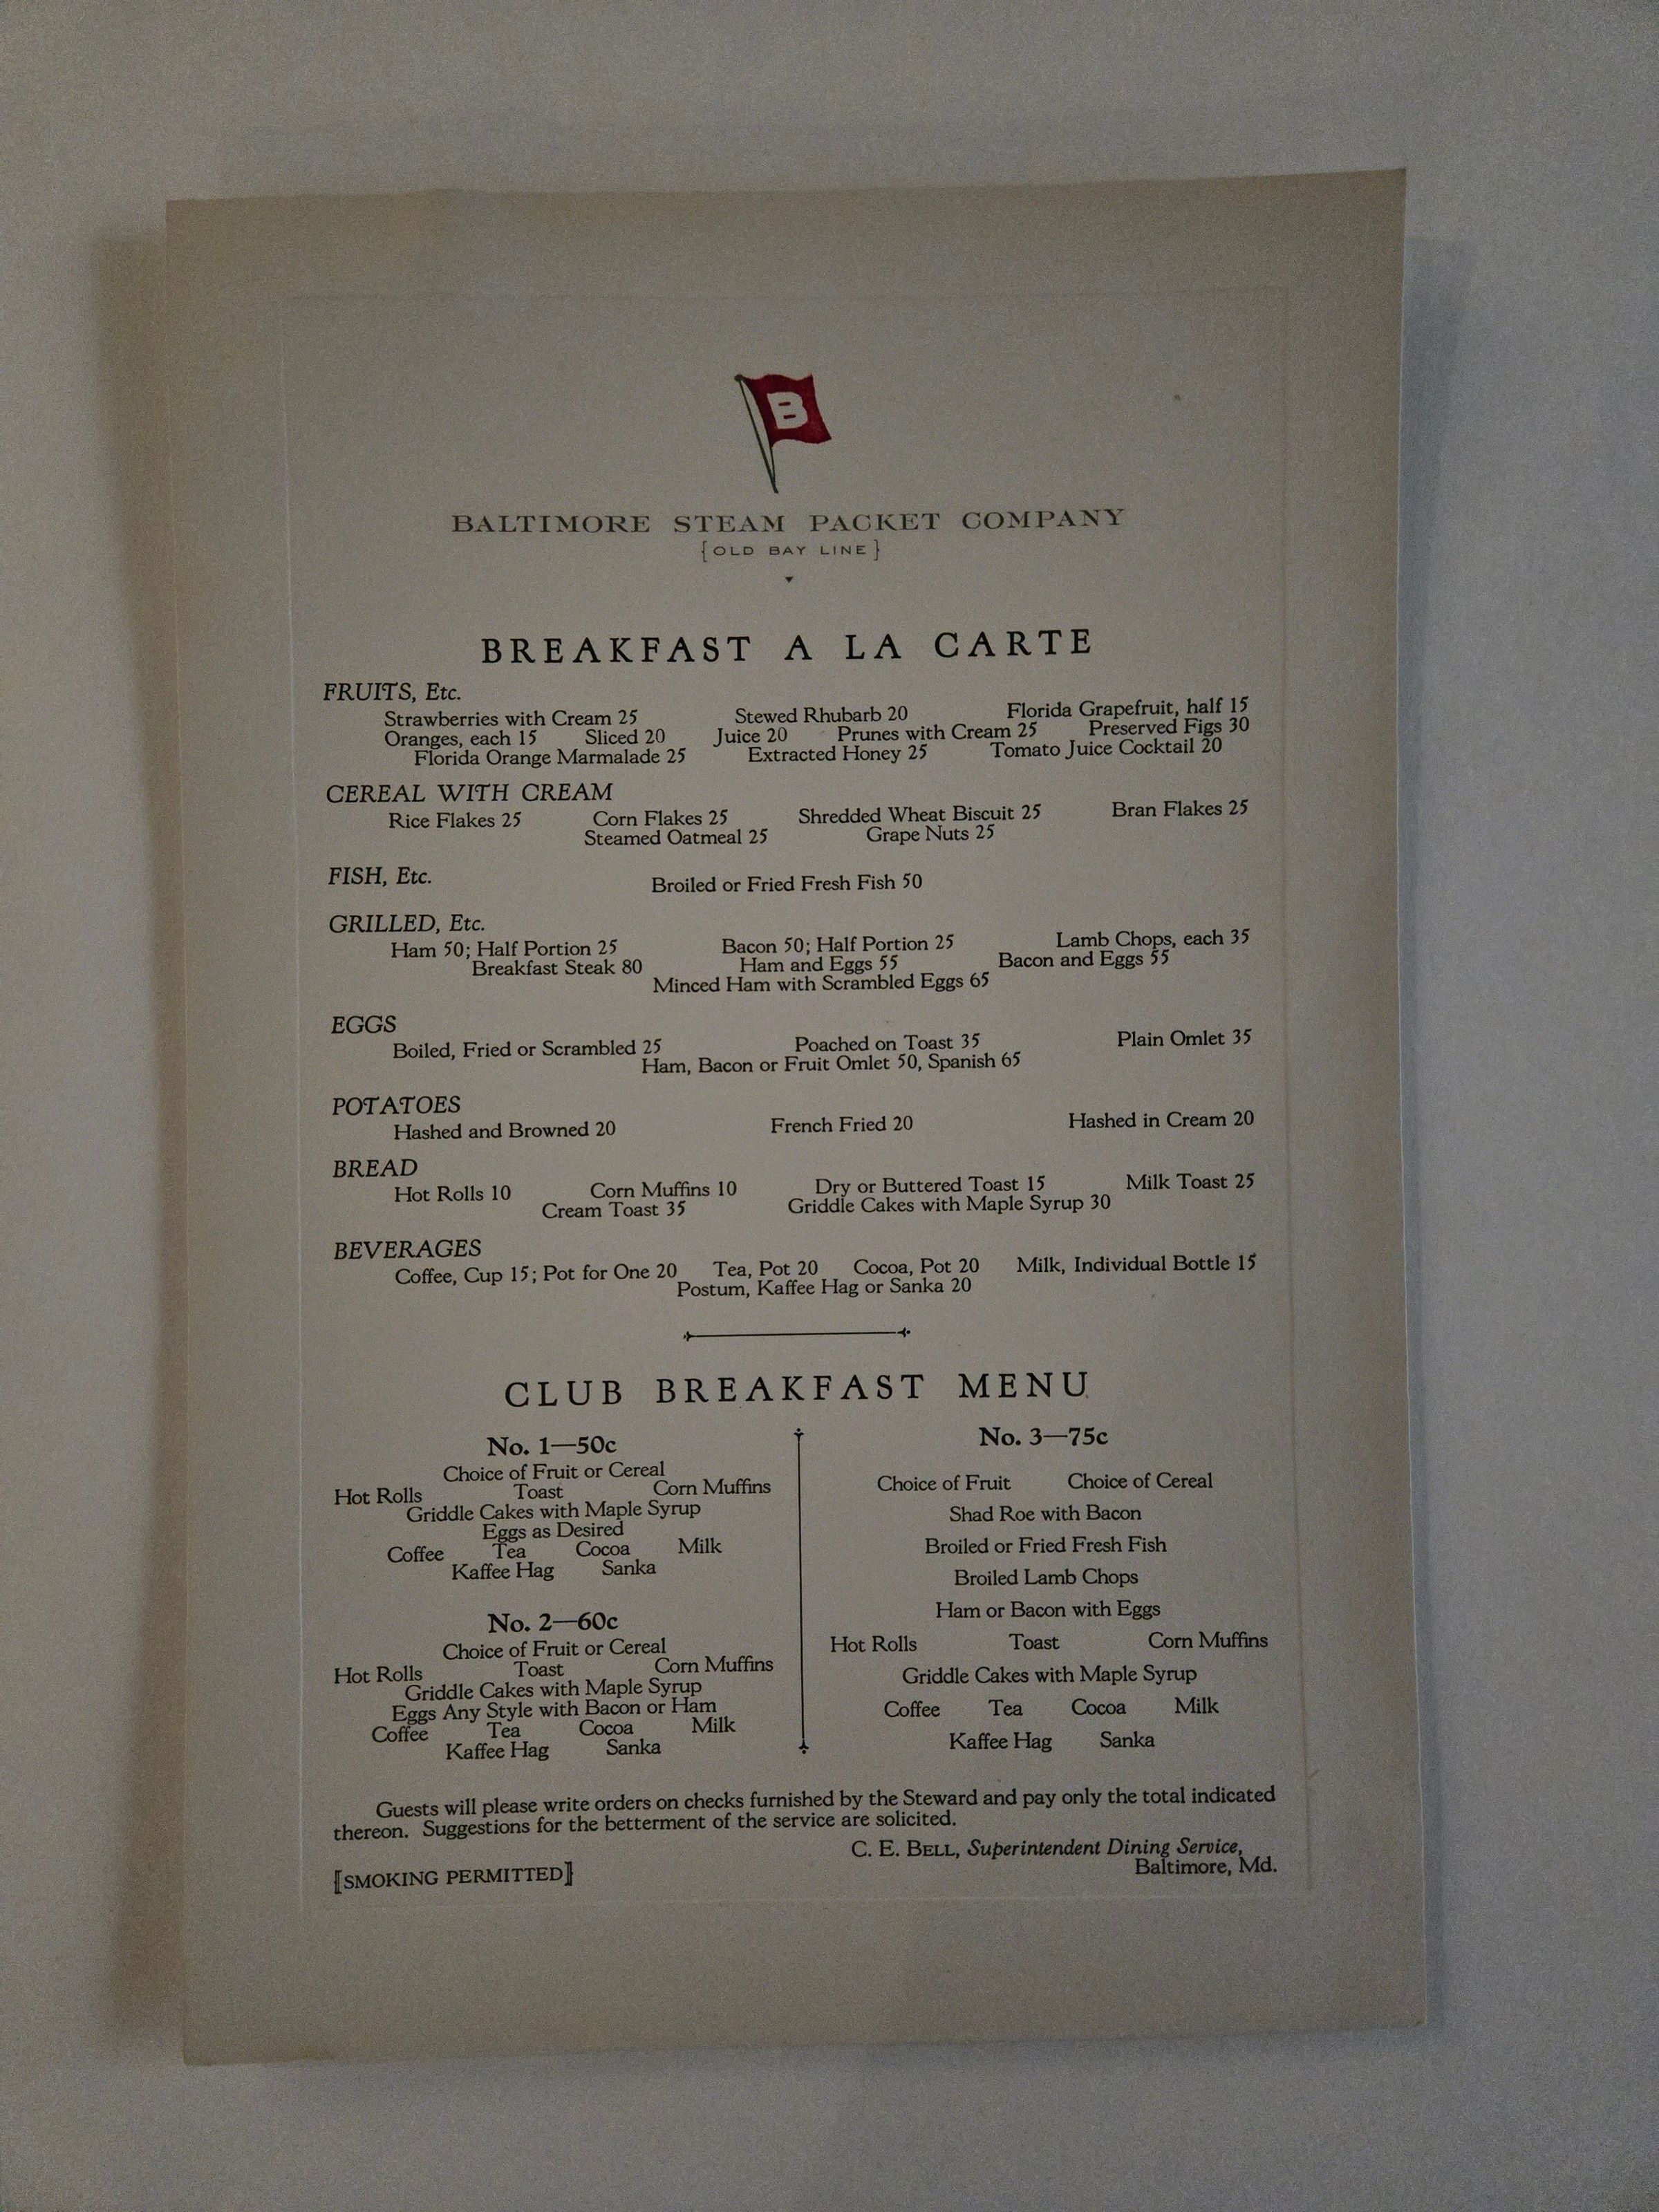 B
BALTIMORE STEAM PACKET COMPANY
{OLD BAY LINE}
BREAKFAST A LA CARTE
FRUITS, Etc.
Strawberries with Cream 25 Stewed Rhubarb 20 Florida Grapefruit, half 15
Oranges, each 15 Sliced 20 Juice 20 Prunes with Cream 25 Preserved Figs 30
Florida Orange Marmalade 25 Extracted Honey 25 Tomato Juice Cocktail 20
CEREAL WITH CREAM
Rice Flakes 25 Corn Flakes 25 Shredded Wheat Biscuit 25 Bran Flakes 25
Steamed Oatmeal 25 Grape Nuts 25
FISH, Etc. Broiled or Fried Fresh Fish 50
GRILLED, Etc.
Ham 50; Half Portion 25 Bacon 50; Half Portion 25 Lamb Chops, each 35
Breakfast Steak 80 Ham and Eggs 55 Bacon and Eggs 55
Minced Ham with Scrambled Eggs 65
EGGS
Boiled, Fried or Scrambled 25 Poached on Toast 35 Plain Omlet 35
Ham, Bacon or Fruit Omlet 50, Spanish 65
POTATOES
Hashed and Browned 20 French Fried 20 Hashed in Cream 20
BREAD
Hot Rolls 10 Corn Muffins 10 Dry or Buttered Toast 15 Milk Toast 25
Cream Toast 35 Griddle Cakes with Maple Syrup 30
BEVERAGES
Coffee, Cup 15; Pot for One 20 Tea, Pot 20 Cocoa, Pot 20 Milk, Individual Bottle 15
Postum, Kaffee Hag or Sanka 20
CLUB BREAKFAST MENU
No. 1—50c
Choice of Fruit or Cereal
Hot Rolls Toast Corn Muffins
Griddle Cakes with Maple Syrup
Eggs as Desired
Coffee Tea Cocoa Milk
Kaffee Hag Sanka
No. 2—60c
Choice of Fruit or Cereal
Hot Rolls Toast Corn Muffins
Griddle Cakes with Maple Syrup
Eggs Any Style with Bacon or Ham
Coffee Tea Cocoa Milk
Kaffee Hag Sanka
No. 3—75c
Choice of Fruit Choice of Cereal
Shad Roe with Bacon
Broiled or Fried Fresh Fish
Broiled Lamb Chops
Ham or Bacon with Eggs
Hot Rolls Toast Corn Muffins
Griddle Cakes with Maple Syrup
Coffee Tea Cocoa Milk
Kaffee Hag Sanka
Guests will please write orders on checks furnished by the Steward and pay only the total indicated
thereon. Suggestions for the betterment of the service are solicited.
C. E. BELL, Superintendent Dining Service,
Baltimore, Md.
[SMOKING PERMITTED]